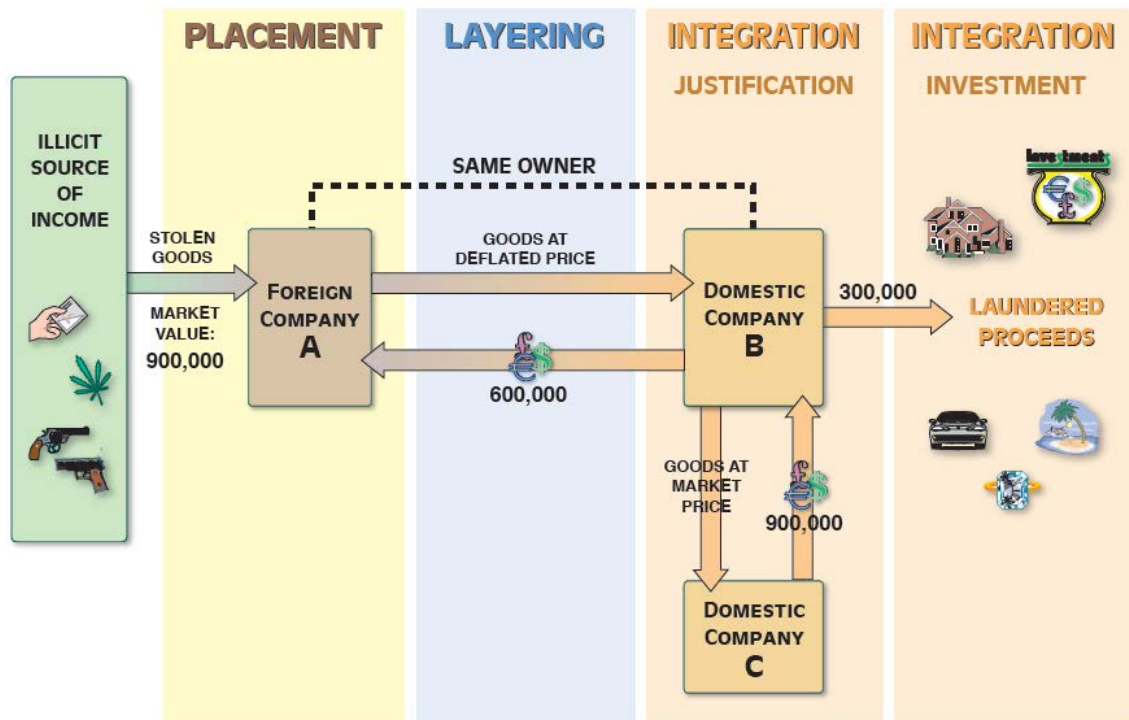 PLACEMENT
LAYERING
INTEGRATION
JUSTIFICATION
INTEGRATION
INVESTMENT
ILLICIT
SOURCE
OF
INCOME
STOLEN
GOODS
MARKET
VALUE:
900,000
SAME OWNER
FOREIGN
COMPANY
A
GOODS AT
DEFLATED PRICE
£
€$
600,000
DOMESTIC
COMPANY
B
GOODS AT
MARKET
PRICE
£
€$
900,000
DOMESTIC
COMPANY
C
300,000
Investments
€$
£
LAUNDERED
PROCEEDS